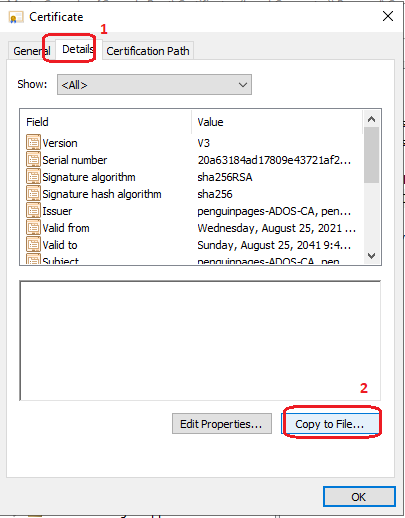 Certificate
1
General Details Certification Path
Show: <All>
Field Value
Version V3
Serial number 20a63184ad17809e43721af2...
Signature algorithm sha256RSA
Signature hash algorithm sha256
Issuer penguinpages-ADOS-CA, pen...
Valid from Wednesday, August 25, 2021 ...
Valid to Sunday, August 25, 2041 9:4...
Subject penguinpages-ADOS-CA, pen...
2
Edit Properties... Copy to File...
OK